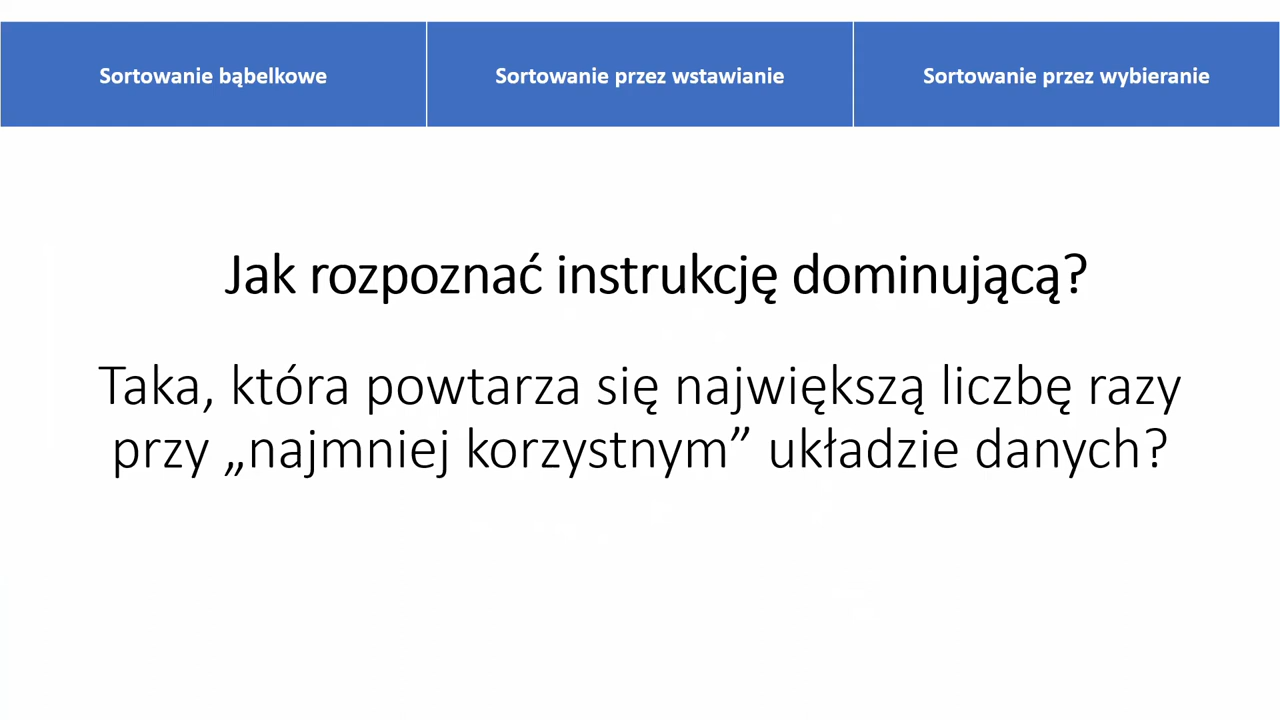 Sortowanie bąbelkowe
Sortowanie przez wstawianie
Sortowanie przez wybieranie
Jak rozpoznać instrukcję dominującą?
Taka, która powtarza się największą liczbę razy
przy „najmniej korzystnym” układzie danych?